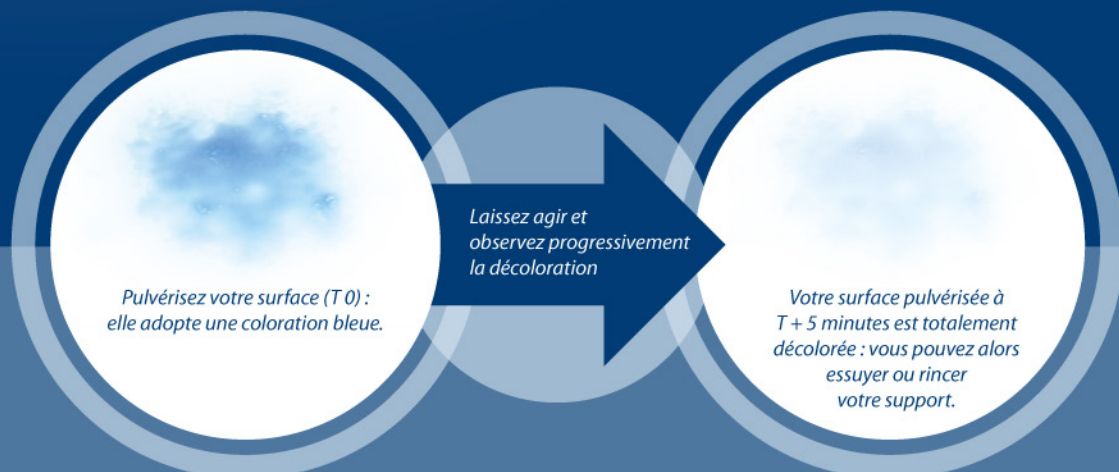 Pulvérisez votre surface (T 0) :
elle adopte une coloration bleue.
Laissez agir et
observez progressivement
la décoloration
Votre surface pulvérisée à
T + 5 minutes est totalement
décolorée : vous pouvez alors
essuyer ou rincer
votre support.